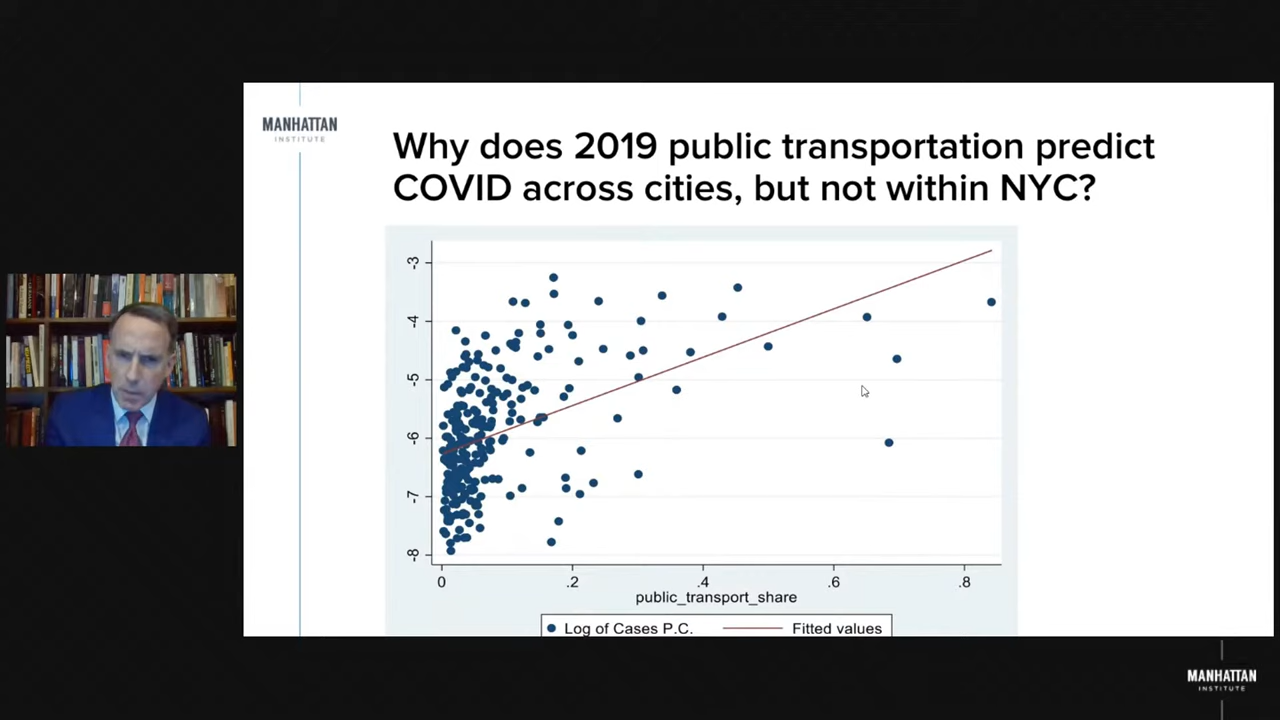 MANHATTAN
INSTITUTE
Why does 2019 public transportation predict
COVID across cities, but not within NYC?
-3
-4
-5
-6
-7
-8
0 .2 .4 .6 .8
public_transport_share
Log of Cases P.C. Fitted values
MANHATTAN
INSTITUTE